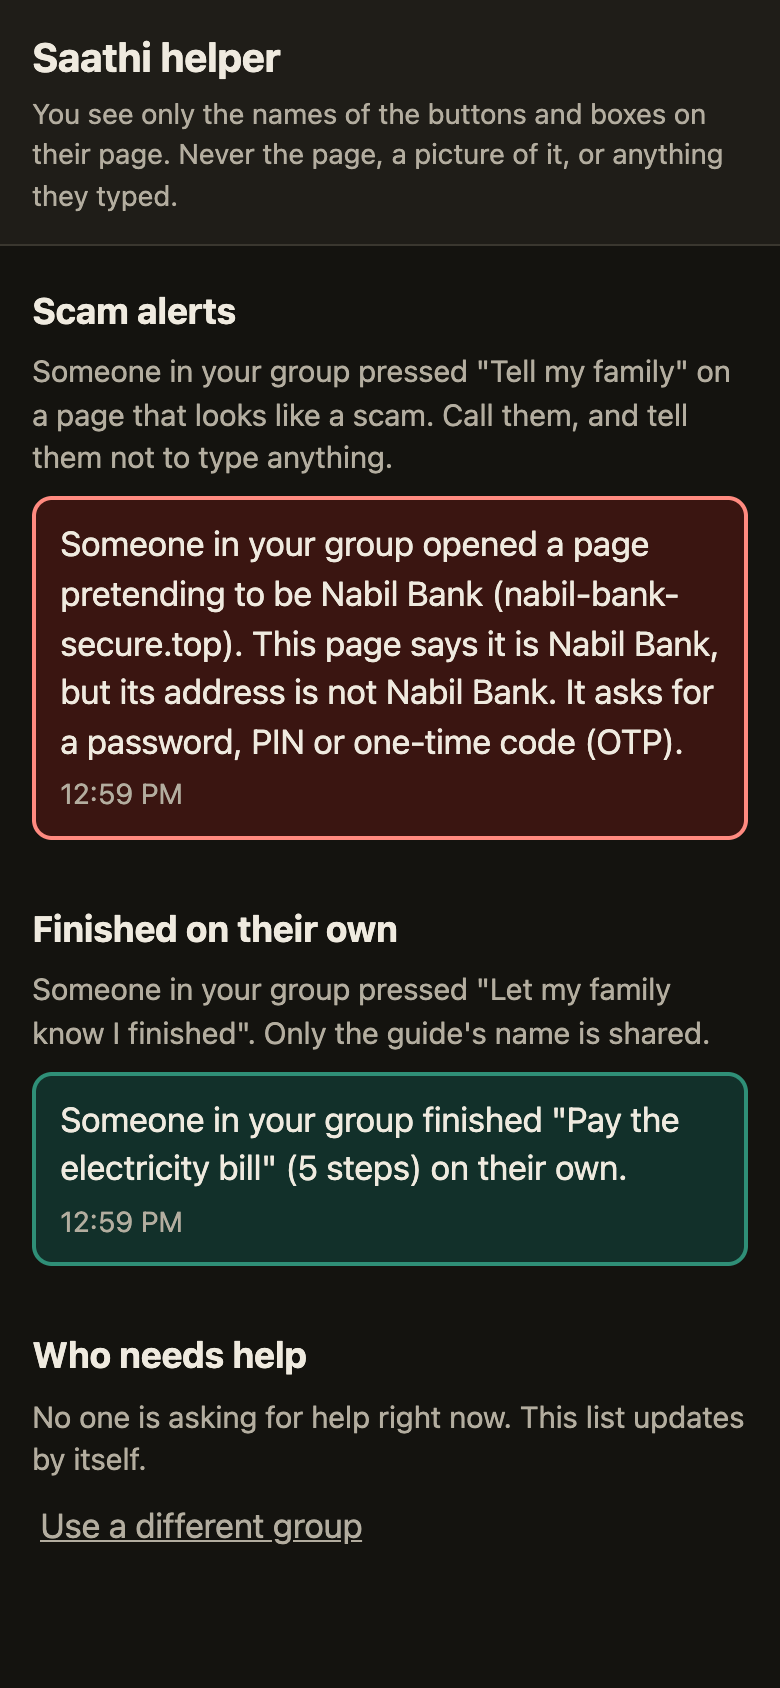 Saathi helper
You see only the names of the buttons and boxes on
their page. Never the page, a picture of it, or anything
they typed.
Scam alerts
Someone in your group pressed "Tell my family" on
a page that looks like a scam. Call them, and tell
them not to type anything.
Someone in your group opened a page
pretending to be Nabil Bank (nabil-bank-
secure.top). This page says it is Nabil Bank,
but its address is not Nabil Bank. It asks for
a password, PIN or one-time code (OTP).
12:59 PM
Finished on their own
Someone in your group pressed "Let my family
know I finished". Only the guide's name is shared.
Someone in your group finished "Pay the
electricity bill" (5 steps) on their own.
12:59 PM
Who needs help
No one is asking for help right now. This list updates
by itself.
Use a different group